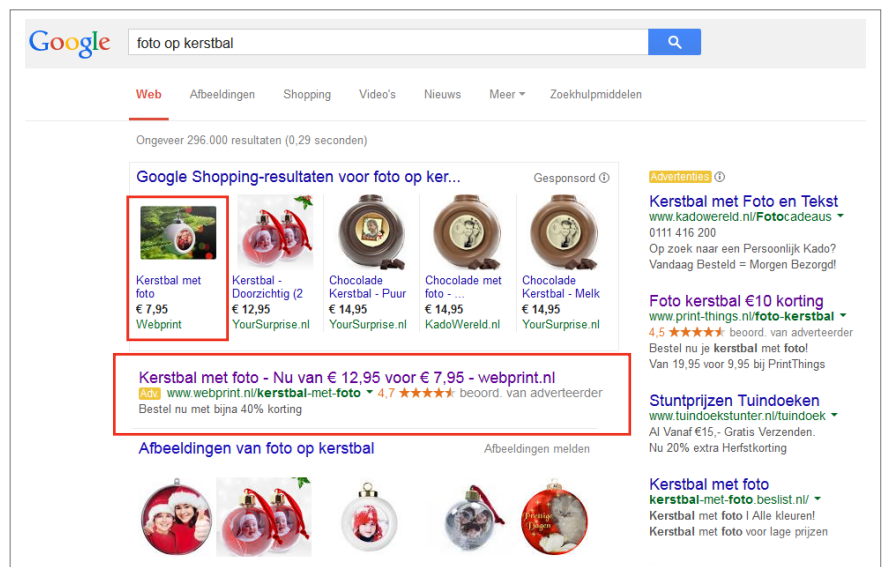 Google
foto op kerstbal
Web Afbeeldingen Shopping Video's Nieuws Meer Zoekhulpmiddelen
Ongeveer 296.000 resultaten (0,29 seconden)
Google Shopping-resultaten voor foto op ker...
Gesponsord
Kerstbal met
foto
€ 7,95
Webprint
Kerstbal -
Doorzichtig (2
€ 12,95
YourSurprise.nl
Chocolade
Kerstbal - Puur
€ 14,95
YourSurprise.nl
Chocolade met
foto - ...
€ 14,95
KadoWereld.nl
Chocolade
Kerstbal - Melk
€ 14,95
YourSurprise.nl
Kerstbal met foto - Nu van € 12,95 voor € 7,95 - webprint.nl
Adv. www.webprint.nl/kerstbal-met-foto 4,7 ★★★★★ beoord. van adverteerder
Bestel nu met bijna 40% korting
Afbeeldingen van foto op kerstbal
Afbeeldingen melden
Prettige
Dagen
Advertenties
Kerstbal met Foto en Tekst
www.kadowereld.nl/Fotocadeaus
0111 416 200
Op zoek naar een Persoonlijk Kado?
Vandaag Besteld = Morgen Bezorgd!
Foto kerstbal €10 korting
www.print-things.nl/foto-kerstbal
4,5 ★★★★★ beoord. van adverteerder
Bestel nu je kerstbal met foto!
Van 19,95 voor 9,95 bij PrintThings
Stuntprijzen Tuindoeken
www.tuindoekstunter.nl/tuindoek
Al Vanaf €15,- Gratis Verzenden.
Nu 20% extra Herfstkorting
Kerstbal met foto
kerstbal-met-foto.beslist.nl/
Kerstbal met foto l Alle kleuren!
Kerstbal met foto voor lage prijzen